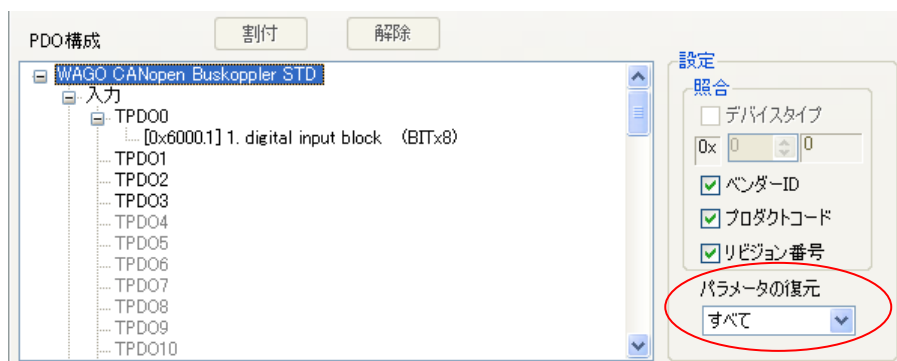 PDO構成
割付
解除
WAGO CANopen Buskoppler STD
入力
TPDO0
[0x6000.1] 1. digital input block (BITx8)
TPDO1
TPDO2
TPDO3
TPDO4
TPDO5
TPDO6
TPDO7
TPDO8
TPDO9
TPDO10
設定
照合
デバイスタイプ
0x 0 0
ベンダーID
プロダクトコード
リビジョン番号
パラメータの復元
すべて